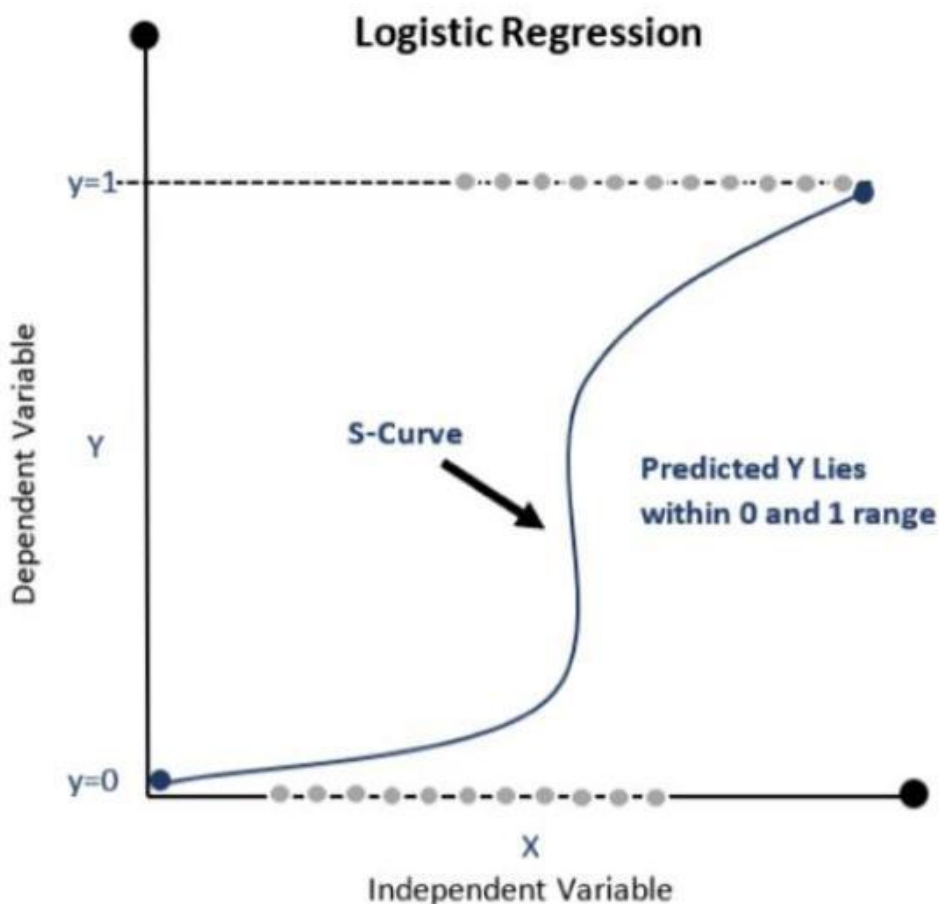 Logistic Regression
y=1
Dependent Variable
Y
S-Curve
Predicted Y Lies
within 0 and 1 range
y=0
X
Independent Variable